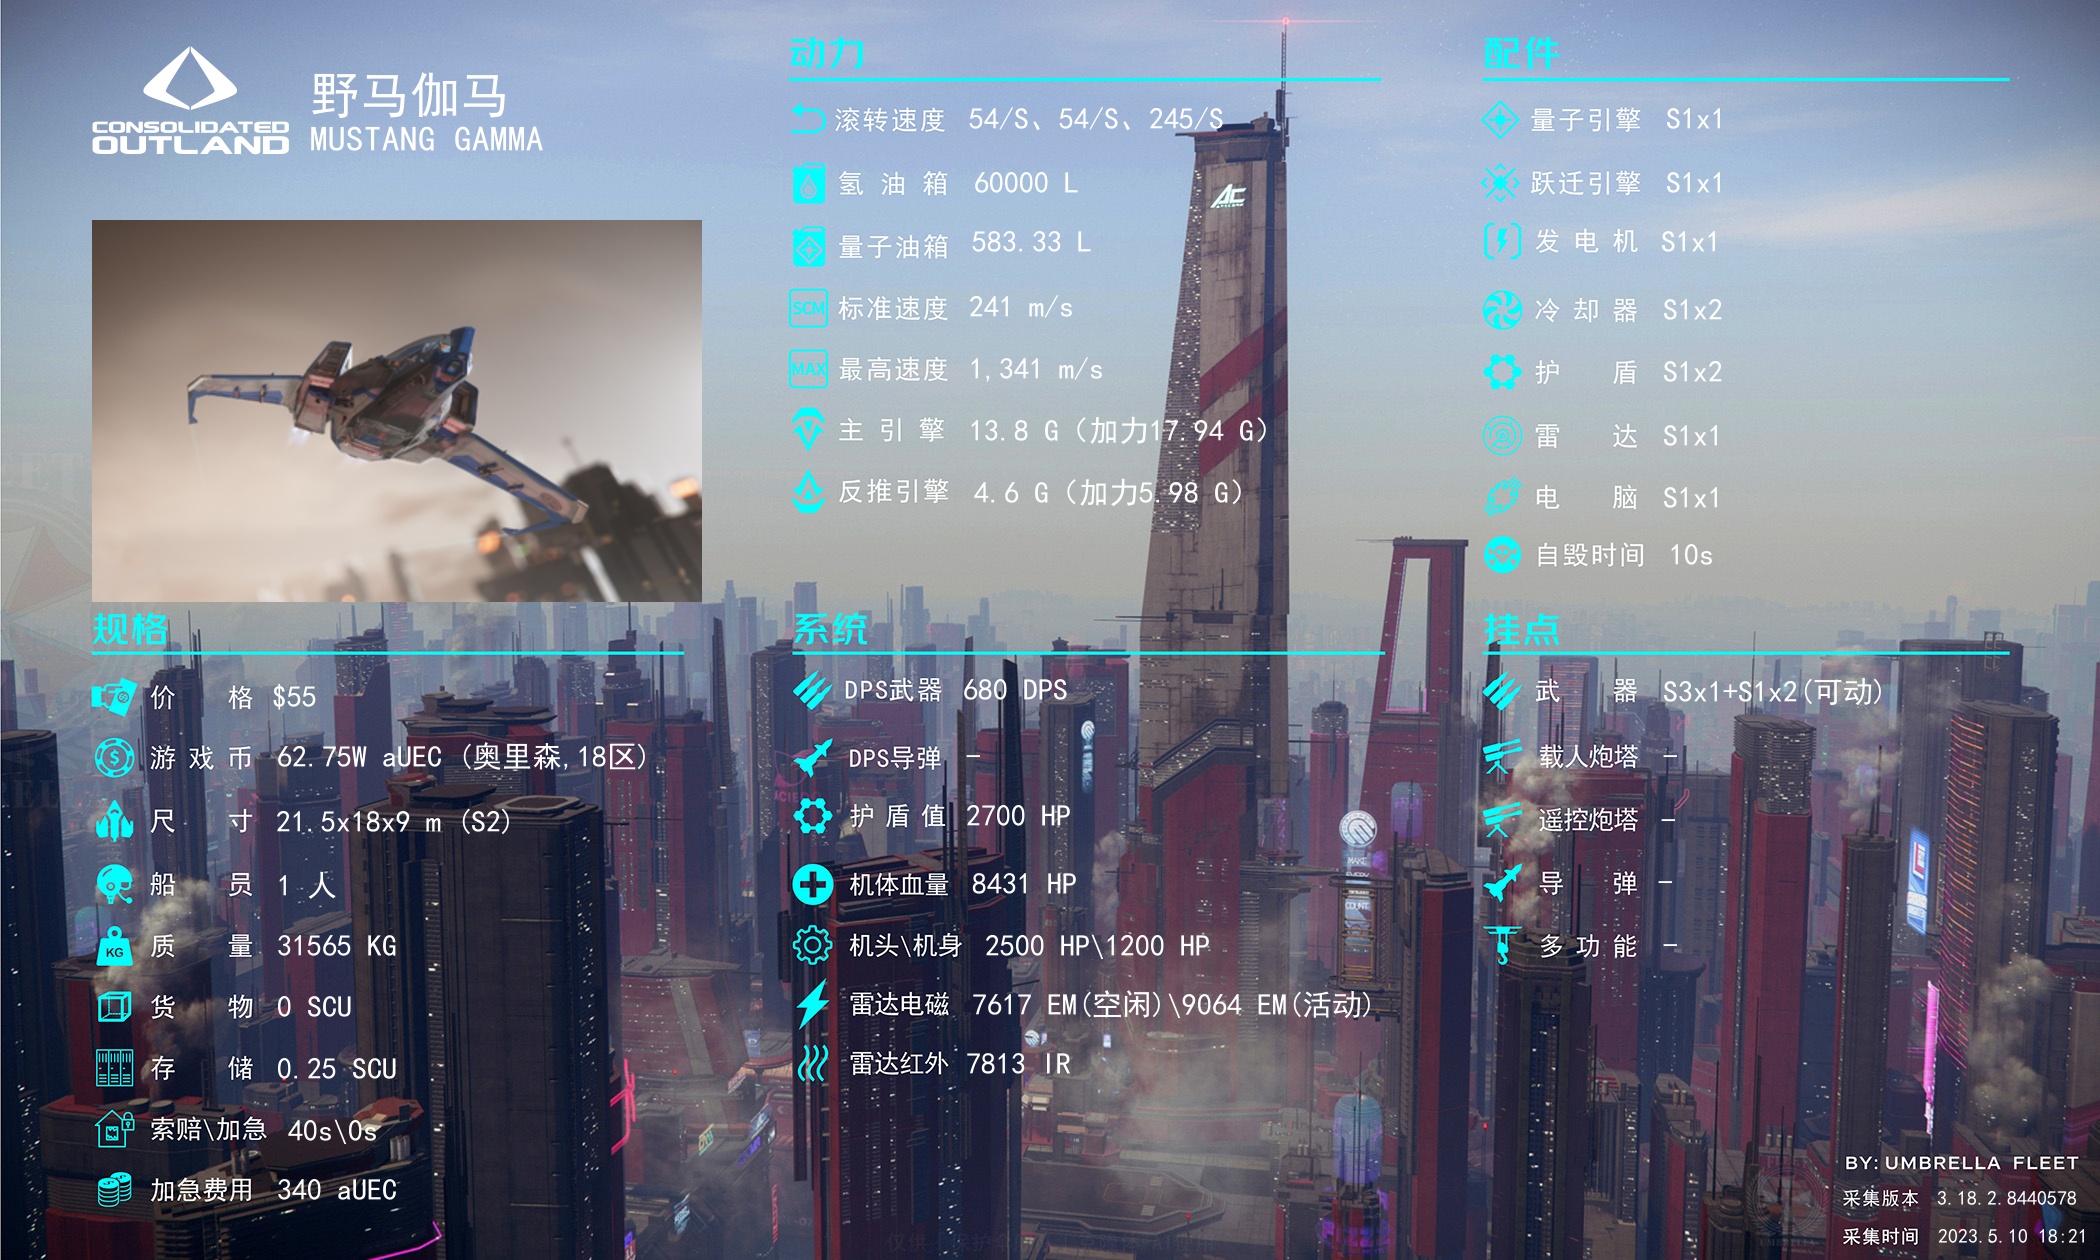 CONSOLIDATED
OUTLAND
野马伽马
MUSTANG GAMMA
规格
价格 $55
游戏币 62.75W aUEC (奥里森,18区)
尺寸 21.5x18x9 m (S2)
船员 1 人
KG
质量 31565 KG
货物 0 SCU
存储 0.25 SCU
索赔\加急 40s\0s
加急费用 340 aUEC
动力
滚转速度 54/S、54/S、245/S
氢油箱 60000 L
量子油箱 583.33 L
SCM
标准速度 241 m/s
MAX
最高速度 1,341 m/s
主引擎 13.8 G（加力17.94 G）
反推引擎 4.6 G（加力5.98 G）
AC
系统
DPS武器 680 DPS
DPS导弹 -
护盾值 2700 HP
机体血量 8431 HP
机头\机身 2500 HP\1200 HP
雷达电磁 7617 EM(空闲)\9064 EM(活动)
雷达红外 7813 IR
MAKE
EVERY
COUNT
配件
量子引擎 S1x1
跃迁引擎 S1x1
发电机 S1x1
冷却器 S1x2
护盾 S1x2
雷达 S1x1
电脑 S1x1
自毁时间 10s
挂点
武器 S3x1+S1x2(可动)
载人炮塔 -
遥控炮塔 -
导弹 -
多功能 -
BY: UMBRELLA FLEET
采集版本 3.18.2.8440578
采集时间 2023.5.10 18:21